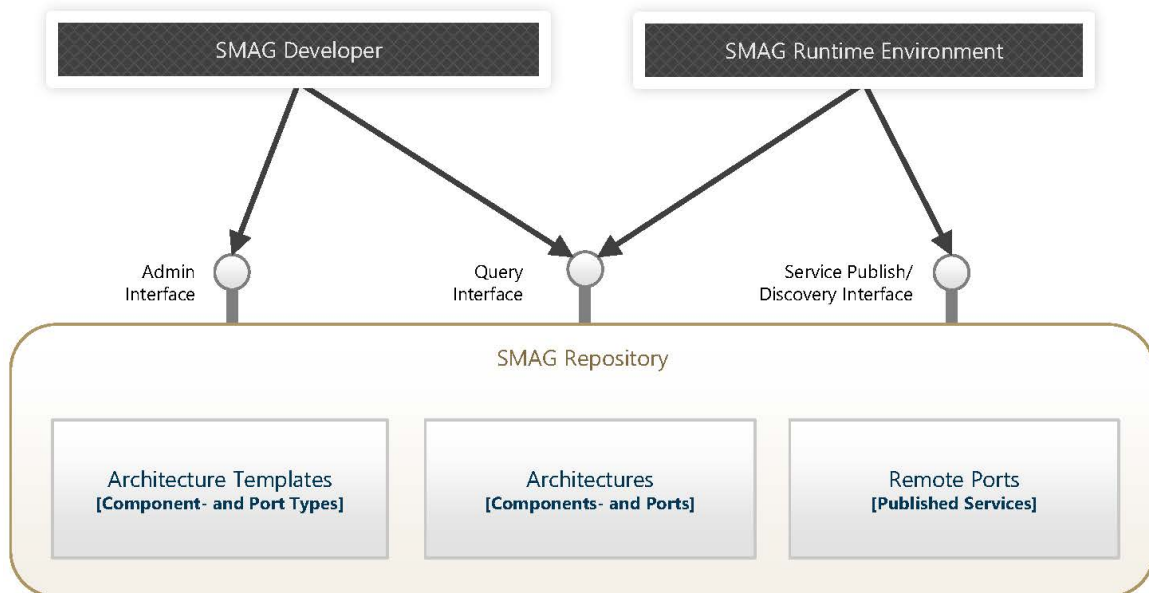 SMAG Developer
SMAG Runtime Environment
Admin
Interface
Query
Interface
Service Publish/
Discovery Interface
SMAG Repository
Architecture Templates
[Component- and Port Types]
Architectures
[Components- and Ports]
Remote Ports
[Published Services]